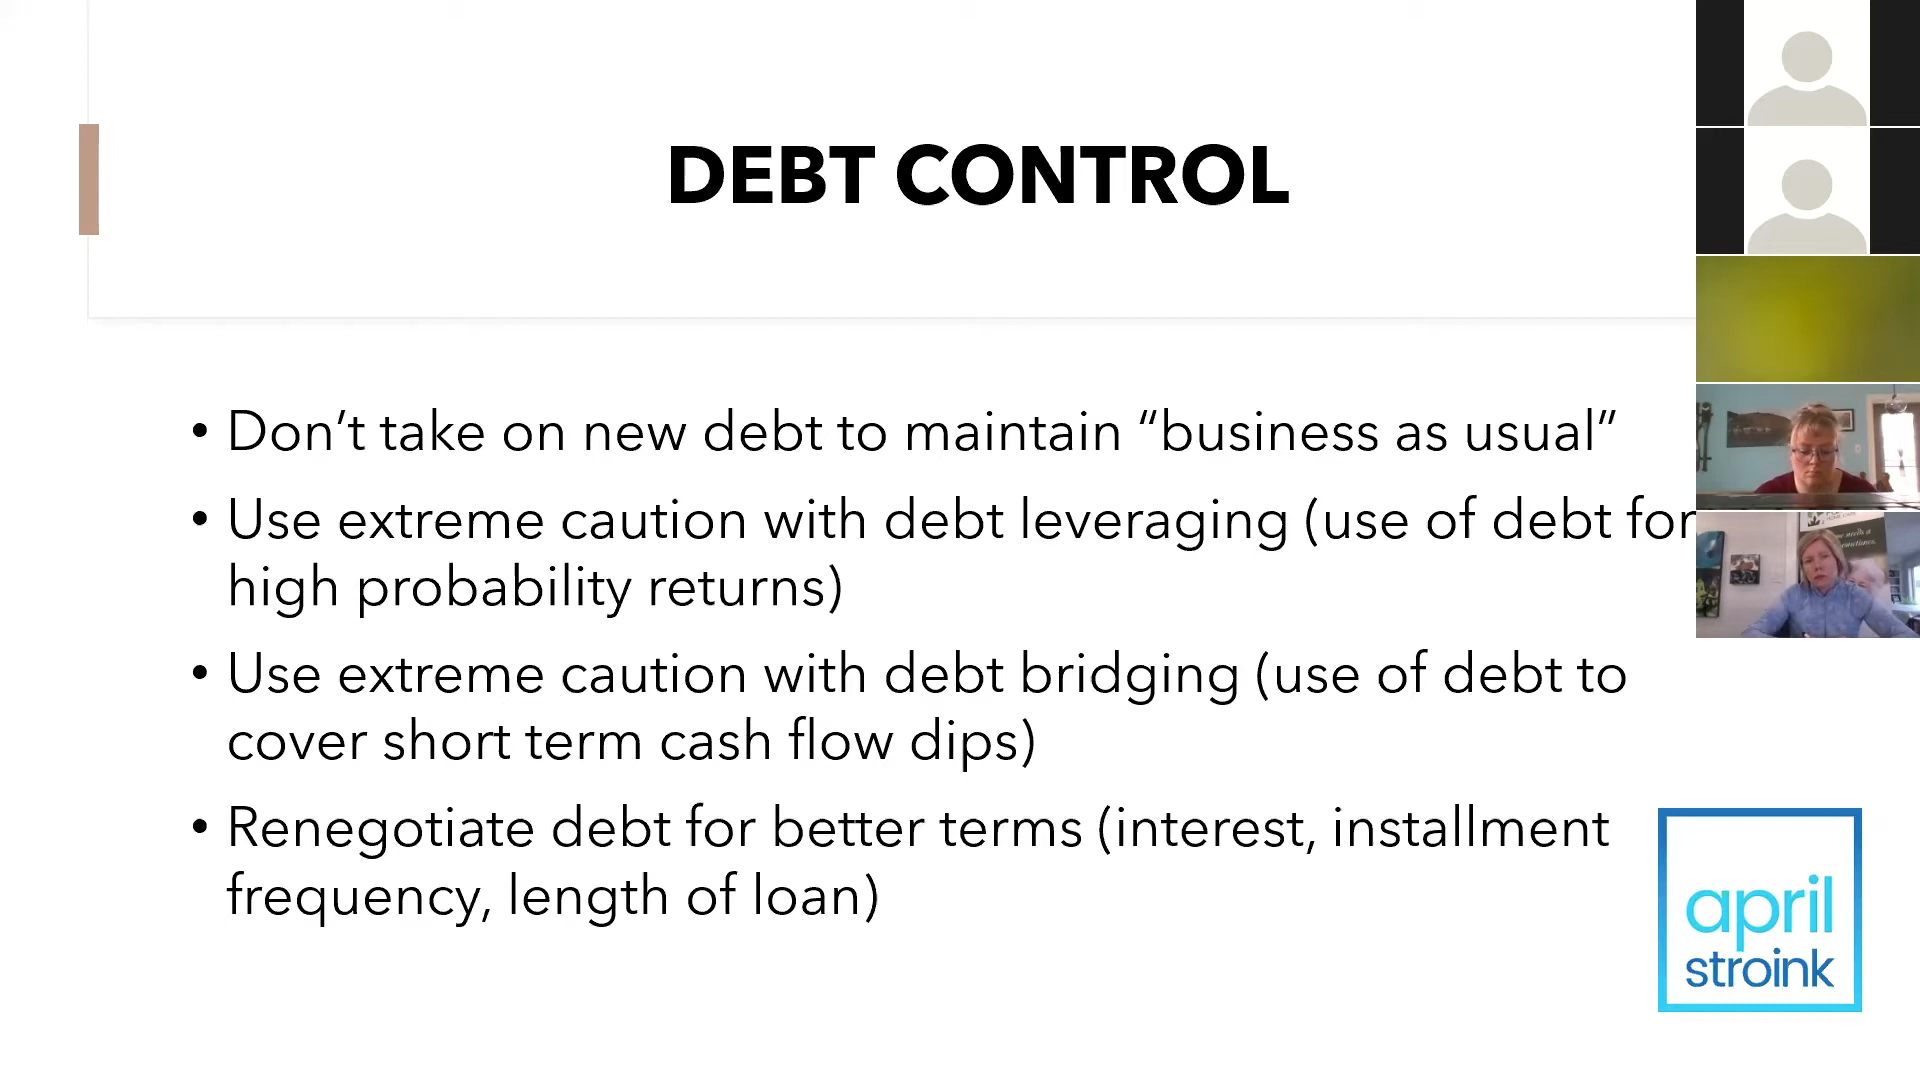 DEBT CONTROL
• Don’t take on new debt to maintain “business as usual”
• Use extreme caution with debt leveraging (use of debt for
high probability returns)
• Use extreme caution with debt bridging (use of debt to
cover short term cash flow dips)
• Renegotiate debt for better terms (interest, installment
frequency, length of loan)
april
stroink